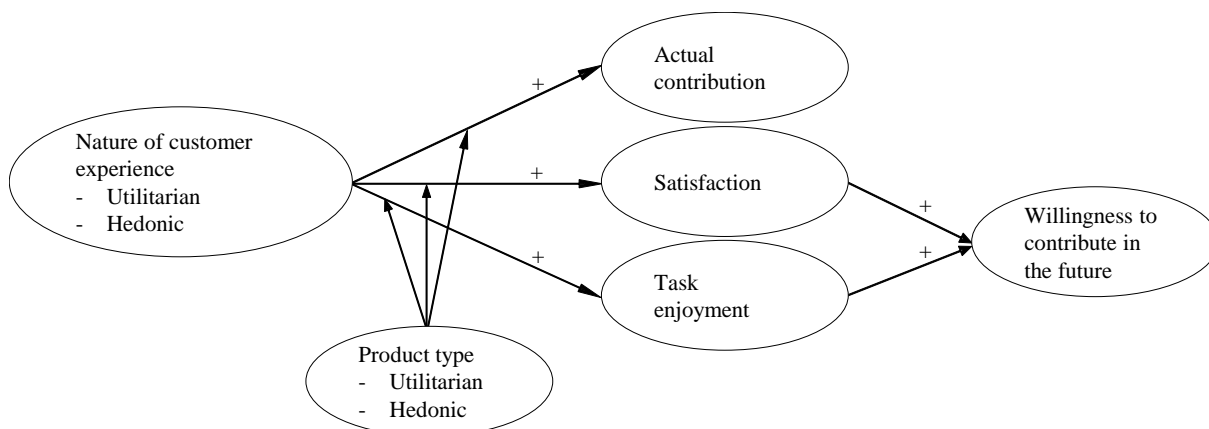 Actual
contribution
+
Nature of customer
experience
- Utilitarian
- Hedonic
+
Satisfaction
+
Willingness to
contribute in
the future
+
+
Task
enjoyment
Product type
- Utilitarian
- Hedonic